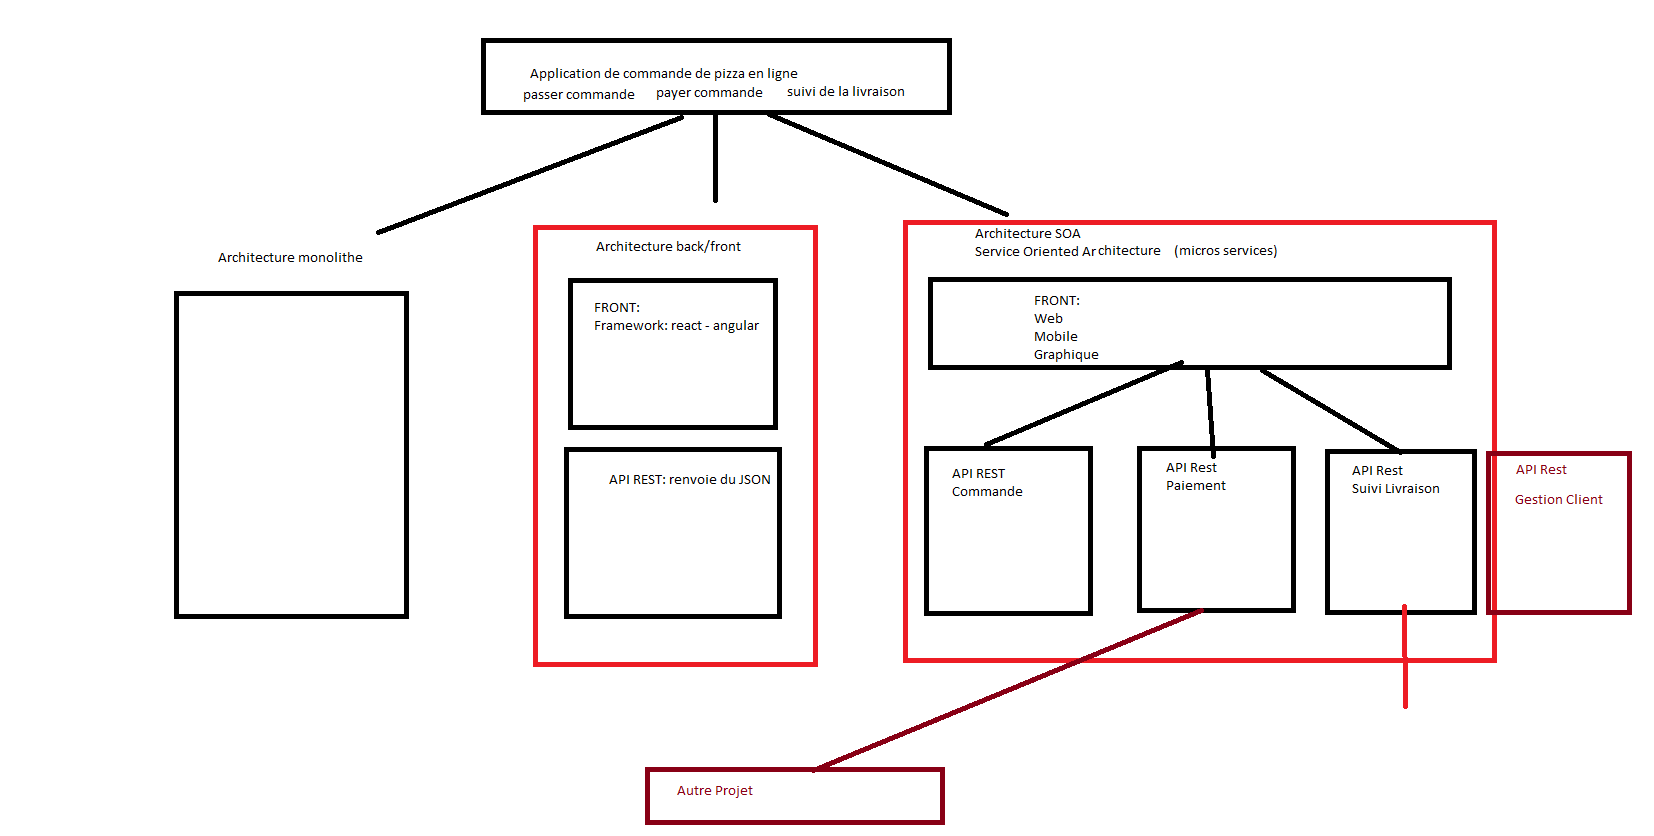 Application de commande de pizza en ligne
passer commande payer commande suivi de la livraison
Architecture monolithe
Architecture back/front
FRONT:
Framework: react - angular
API REST: renvoie du JSON
Architecture SOA
Service Oriented Architecture (micros services)
FRONT:
Web
Mobile
Graphique
API REST
Commande
API Rest
Paiement
API Rest
Suivi Livraison
API Rest
Gestion Client
Autre Projet